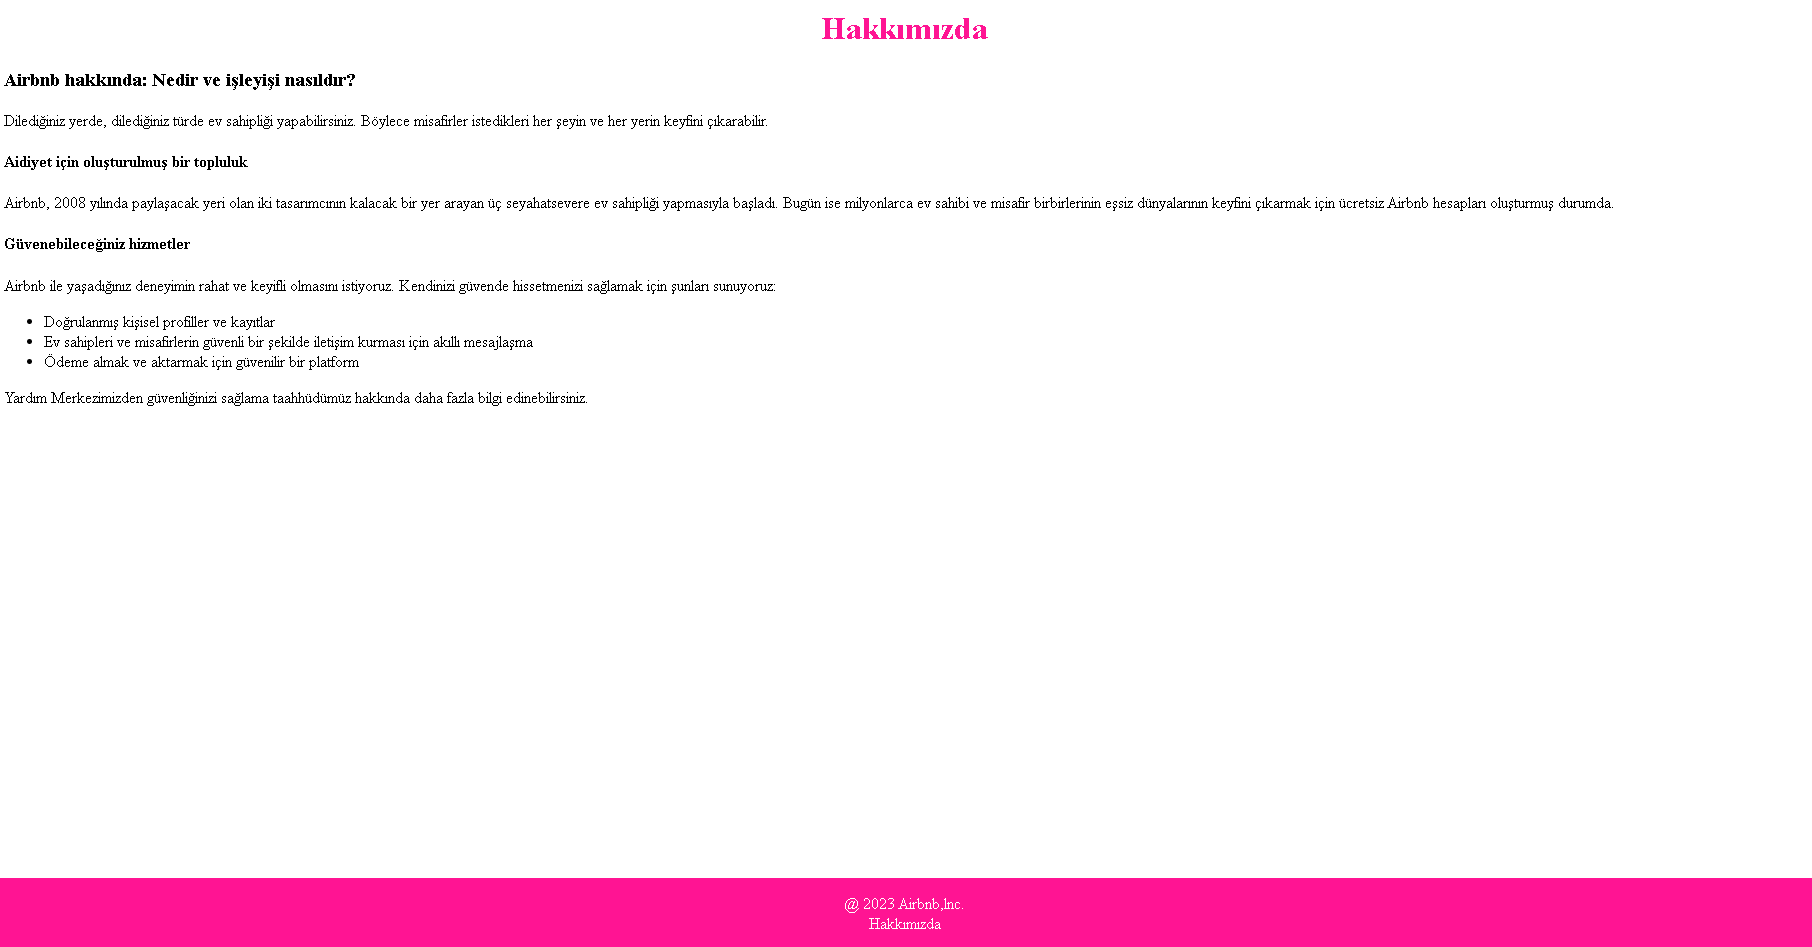 Hakkımızda
Airbnb hakkında: Nedir ve işleyişi nasıldır?
Dilediğiniz yerde, dilediğiniz türde ev sahipliği yapabilirsiniz. Böylece misafirler istedikleri her şeyin ve her yerin keyfini çıkarabilir.
Aidiyet için oluşturulmuş bir topluluk
Airbnb, 2008 yılında paylaşacak yeri olan iki tasarımcının kalacak bir yer arayan üç seyahatsevere ev sahipliği yapmasıyla başladı. Bugün ise milyonlarca ev sahibi ve misafir birbirlerinin eşsiz dünyalarının keyfini çıkarmak için ücretsiz Airbnb hesapları oluşturmuş durumda.
Güvenebileceğiniz hizmetler
Airbnb ile yaşadığınız deneyimin rahat ve keyifli olmasını istiyoruz. Kendinizi güvende hissetmenizi sağlamak için şunları sunuyoruz:
• Doğrulanmış kişisel profiller ve kayıtlar
• Ev sahipleri ve misafirlerin güvenli bir şekilde iletişim kurması için akıllı mesajlaşma
• Ödeme almak ve aktarmak için güvenilir bir platform
Yardım Merkezimizden güvenliğinizi sağlama taahhüdümüz hakkında daha fazla bilgi edinebilirsiniz.
@ 2023 Airbnb,Inc.
Hakkımızda